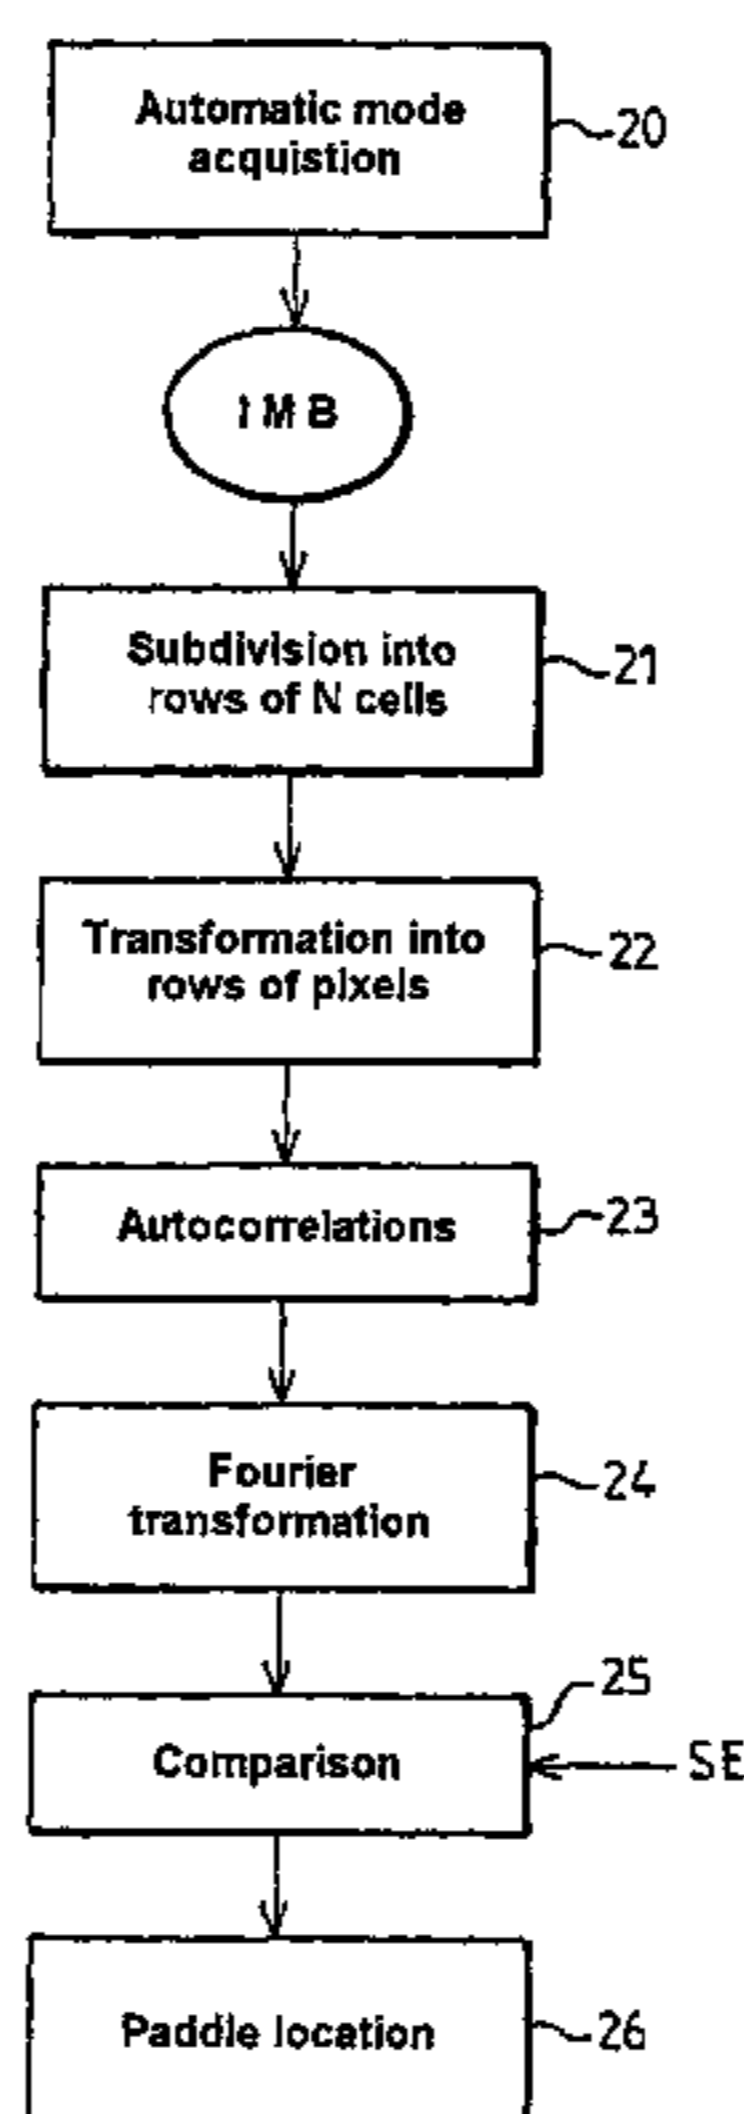 Automatic mode
acquistion
20
IMB
Subdivision into
rows of N cells
21
Transformation into
rows of pixels
22
Autocorrelations
23
Fourier
transformation
24
25
Comparison
SE
Paddle location
26